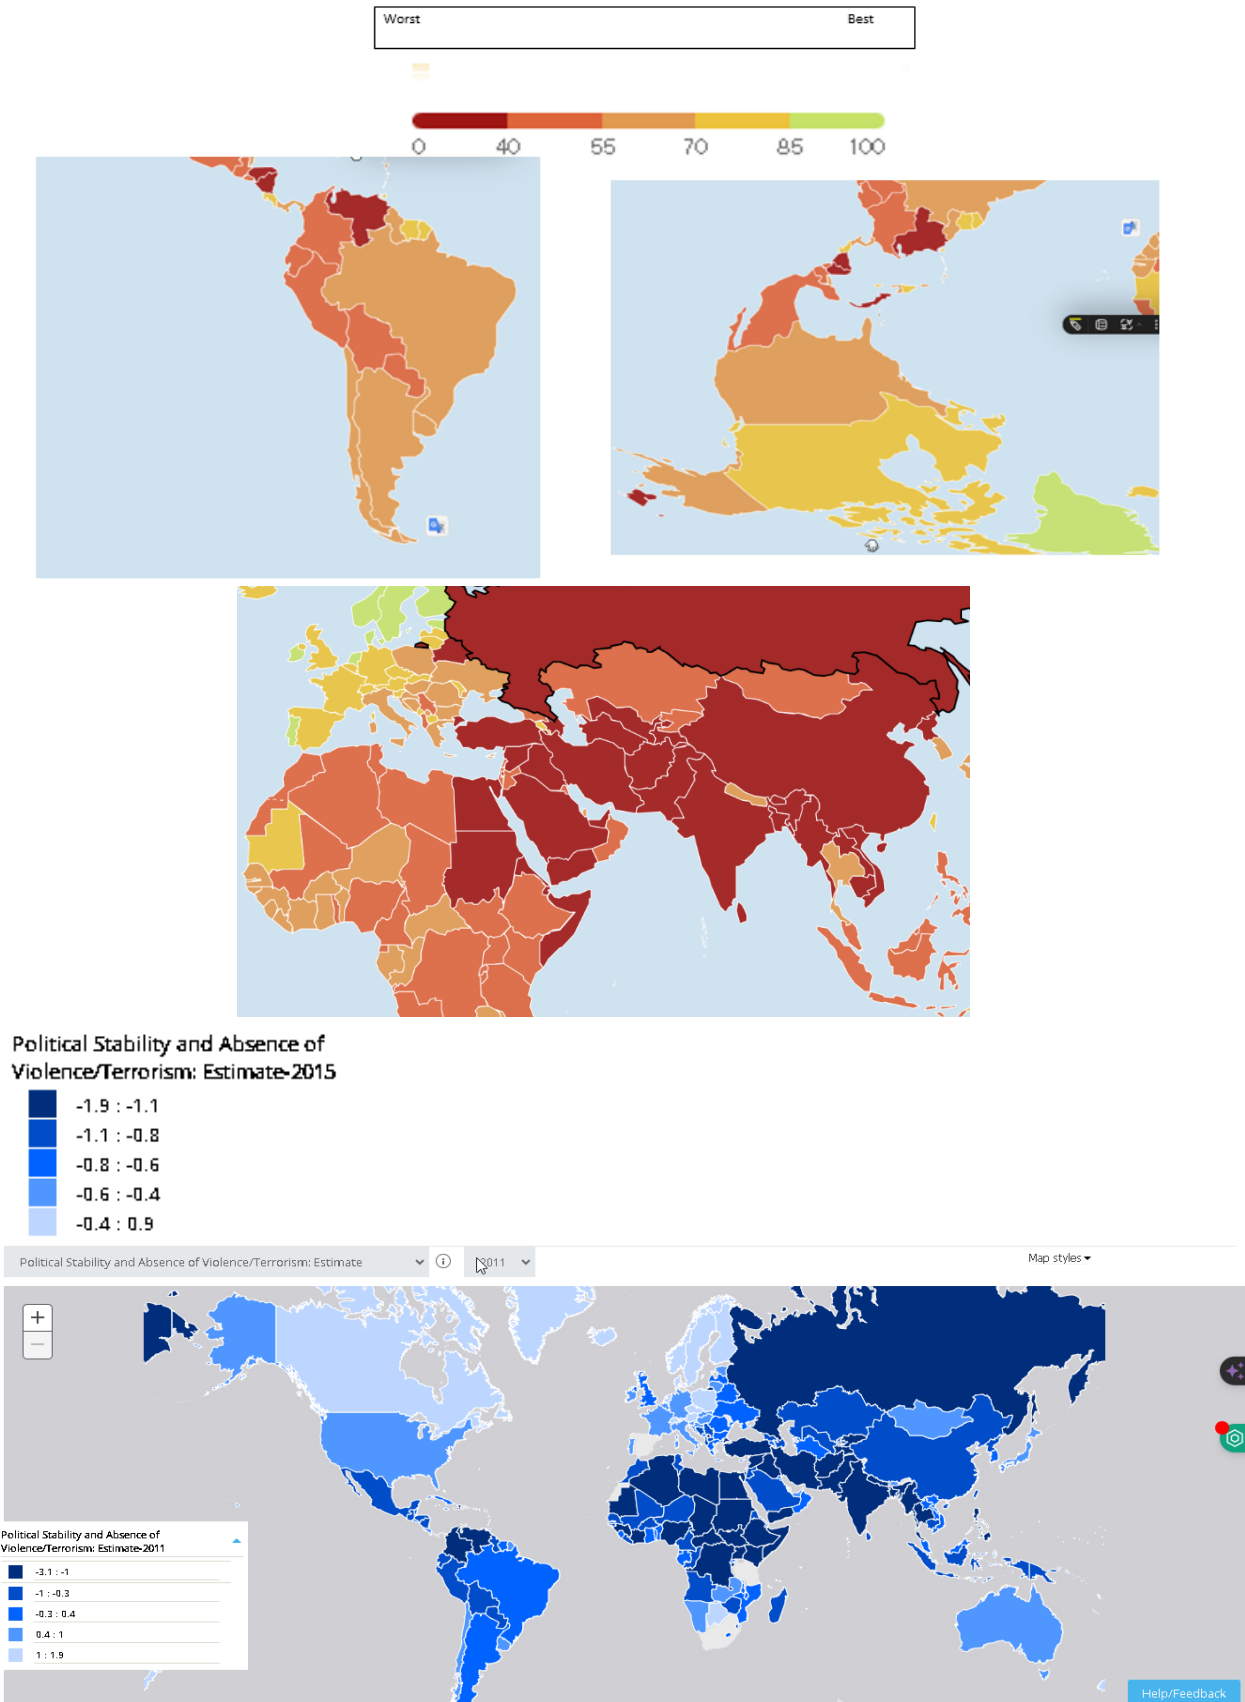 Worst Best
0 40 55 70 85 100
Political Stability and Absence of
Violence/Terrorism: Estimate-2015
-1.9 : -1.1
-1.1 : -0.8
-0.8 : -0.6
-0.6 : -0.4
-0.4 : 0.9
Political Stability and Absence of Violence/Terrorism: Estimate
2011
Map styles
+
Political Stability and Absence of
Violence/Terrorism: Estimate-2011
-3.1 : -1
-1 : -0.3
-0.3 : 0.4
0.4 : 1
1 : 1.9
Help/Feedback